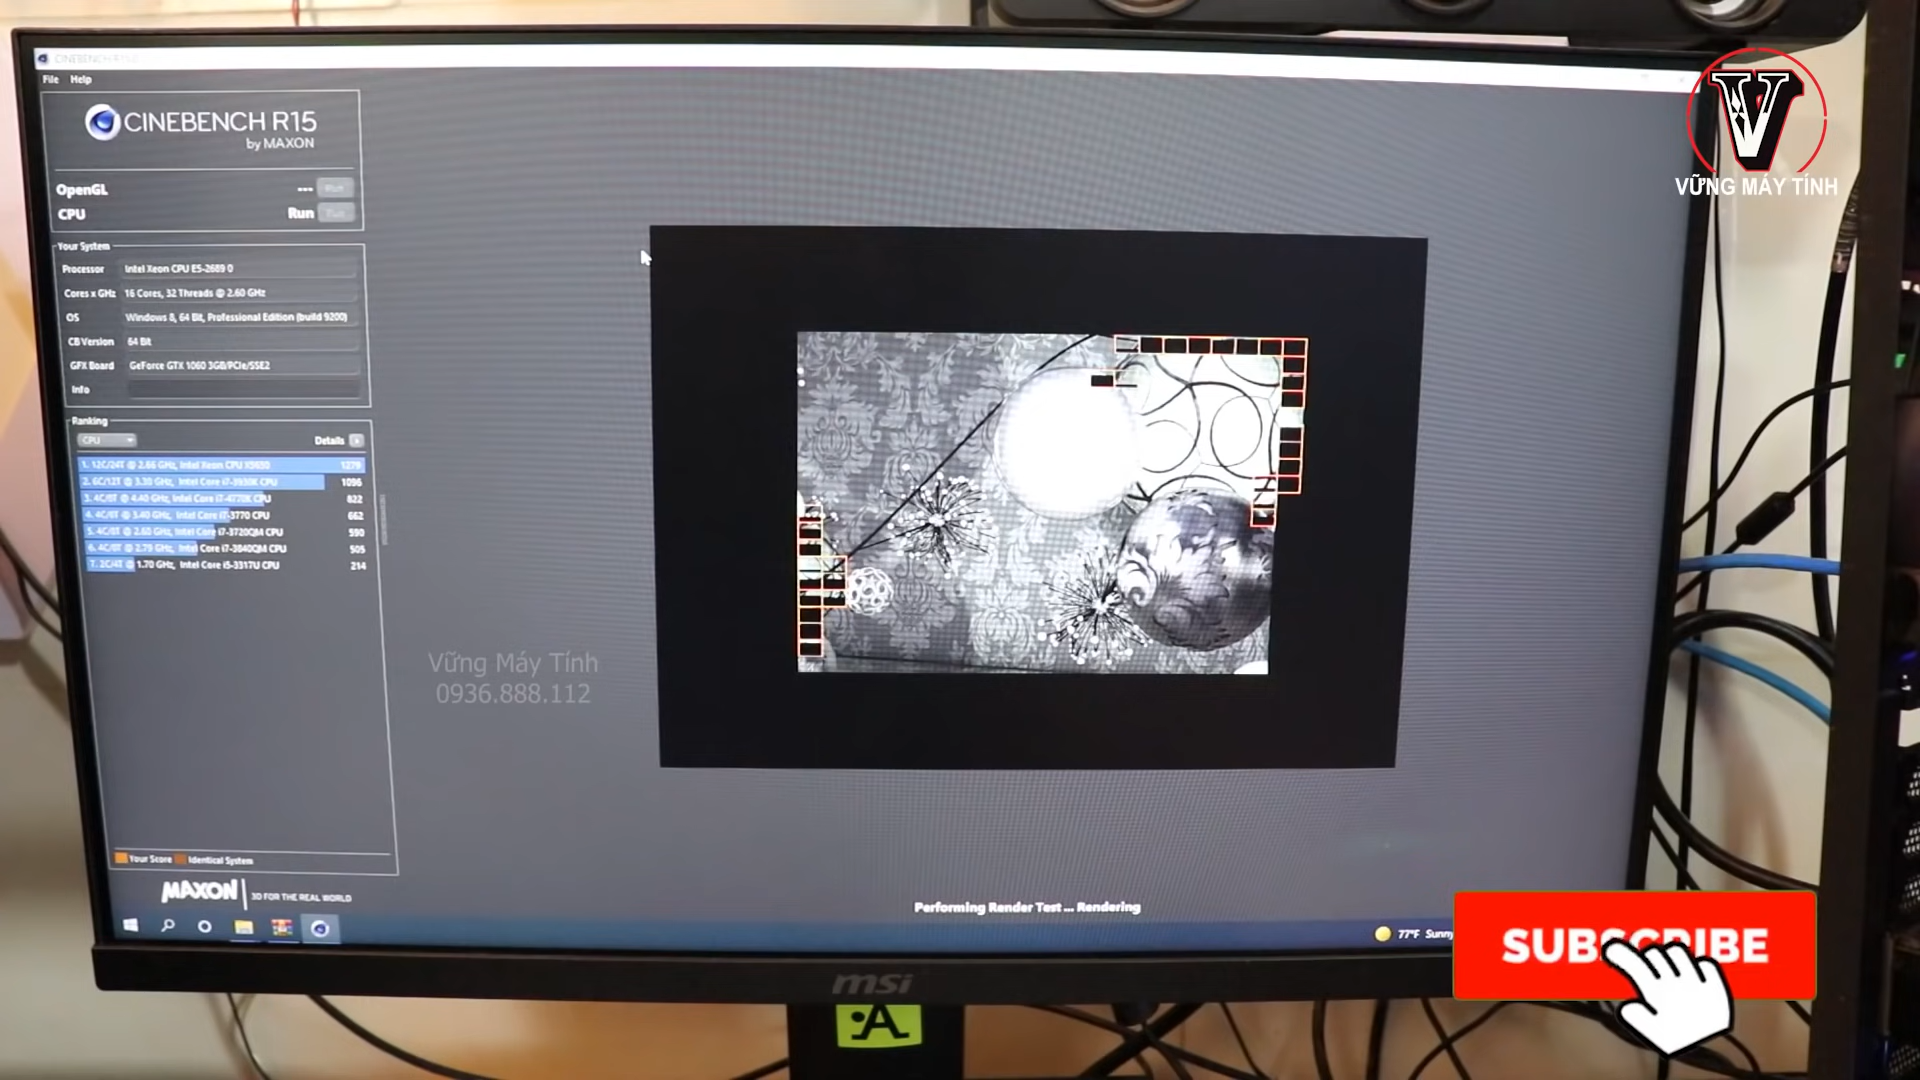 CINEBENCH R15
File Help
CINEBENCH R15
by MAXON
OpenGL --- Run
CPU Run
Your System
Processor Intel Xeon CPU E5-2689 0
Cores x GHz 16 Cores, 32 Threads @ 2.60 GHz
OS Windows 8, 64 Bit, Professional Edition (build 9200)
CB Version 64 Bit
GFX Board GeForce GTX 1060 3GB/PCIe/SSE2
Info
Ranking
CPU Details
1. 12C/24T @ 2.66 GHz, Intel Xeon CPU X5650 1279
2. 6C/12T @ 3.30 GHz, Intel Core i7-3930K CPU 1096
3. 4C/8T @ 4.40 GHz, Intel Core i7-4770K CPU 822
4. 4C/8T @ 3.40 GHz, Intel Core i7-3770 CPU 662
5. 4C/8T @ 2.60 GHz, Intel Core i7-3720QM CPU 590
6. 4C/8T @ 2.79 GHz, Intel Core i7-3840QM CPU 505
7. 2C/4T @ 1.70 GHz, Intel Core i5-3317U CPU 214
Your Score Identical System
MAXON 3D FOR THE REAL WORLD
Performing Render Test ... Rendering
77°F Sunny
Vững Máy Tính
0936.888.112
V
VỮNG MÁY TÍNH
SUBSCRIBE
msi
A